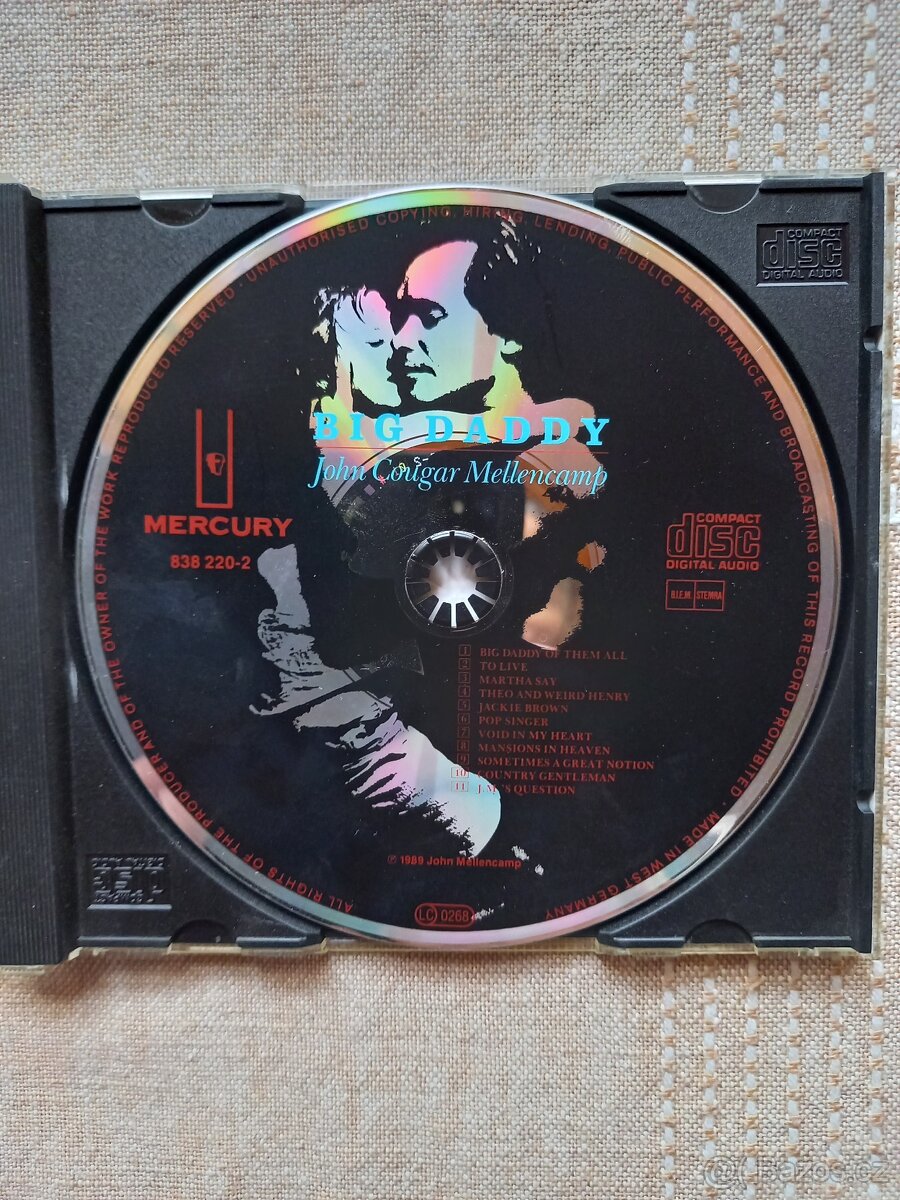 ALL RIGHTS OF THE PRODUCER AND OF THE OWNER OF THE WORK REPRODUCED RESERVED · UNAUTHORISED COPYING, HIRING, LENDING, PUBLIC PERFORMANCE AND BROADCASTING OF THIS RECORD PROHIBITED · MADE IN WEST GERMANY
COMPACT
disc
DIGITAL AUDIO
BIG DADDY
John Cougar Mellencamp
MERCURY
838 220-2
COMPACT
disc
DIGITAL AUDIO
B.I.E.M. STEMRA
1 BIG DADDY OF THEM ALL
2 TO LIVE
3 MARTHA SAY
4 THEO AND WEIRD HENRY
5 JACKIE BROWN
6 POP SINGER
7 VOID IN MY HEART
8 MANSIONS IN HEAVEN
9 SOMETIMES A GREAT NOTION
10 COUNTRY GENTLEMAN
11 J.M.'S QUESTION
℗ 1989 John Mellencamp
LC 0268
@Bazos.cz